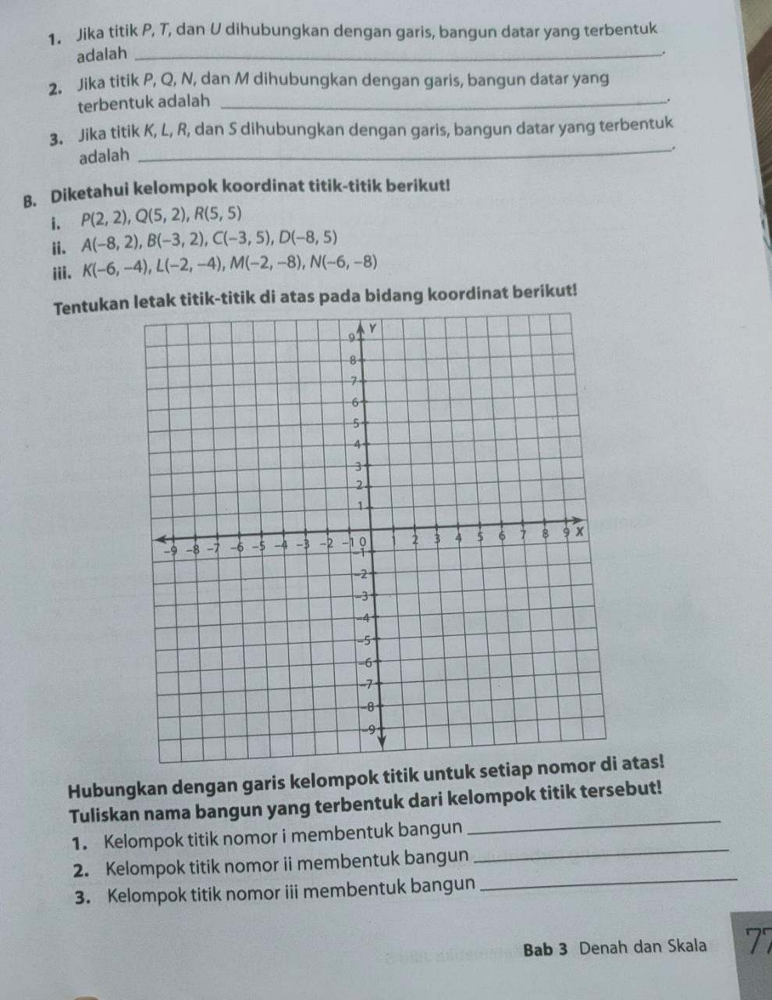 1. Jika titik P, T, dan U dihubungkan dengan garis, bangun datar yang terbentuk
adalah ____________________.
2. Jika titik P, Q, N, dan M dihubungkan dengan garis, bangun datar yang
terbentuk adalah ____________________.
3. Jika titik K, L, R, dan S dihubungkan dengan garis, bangun datar yang terbentuk
adalah ____________________.
B. Diketahui kelompok koordinat titik-titik berikut!
i. P(2, 2), Q(5, 2), R(5, 5)
ii. A(−8, 2), B(−3, 2), C(−3, 5), D(−8, 5)
iii. K(−6, −4), L(−2, −4), M(−2, −8), N(−6, −8)
Tentukan letak titik-titik di atas pada bidang koordinat berikut!
Y
9
8
7
6
5
4
3
2
1
−9 −8 −7 −6 −5 −4 −3 −2 −1 0 1 2 3 4 5 6 7 8 9 X
−1
−2
−3
−4
−5
−6
−7
−8
−9
Hubungkan dengan garis kelompok titik untuk setiap nomor di atas!
Tuliskan nama bangun yang terbentuk dari kelompok titik tersebut!
1. Kelompok titik nomor i membentuk bangun ____________________
2. Kelompok titik nomor ii membentuk bangun ____________________
3. Kelompok titik nomor iii membentuk bangun ____________________
Bab 3 Denah dan Skala 77